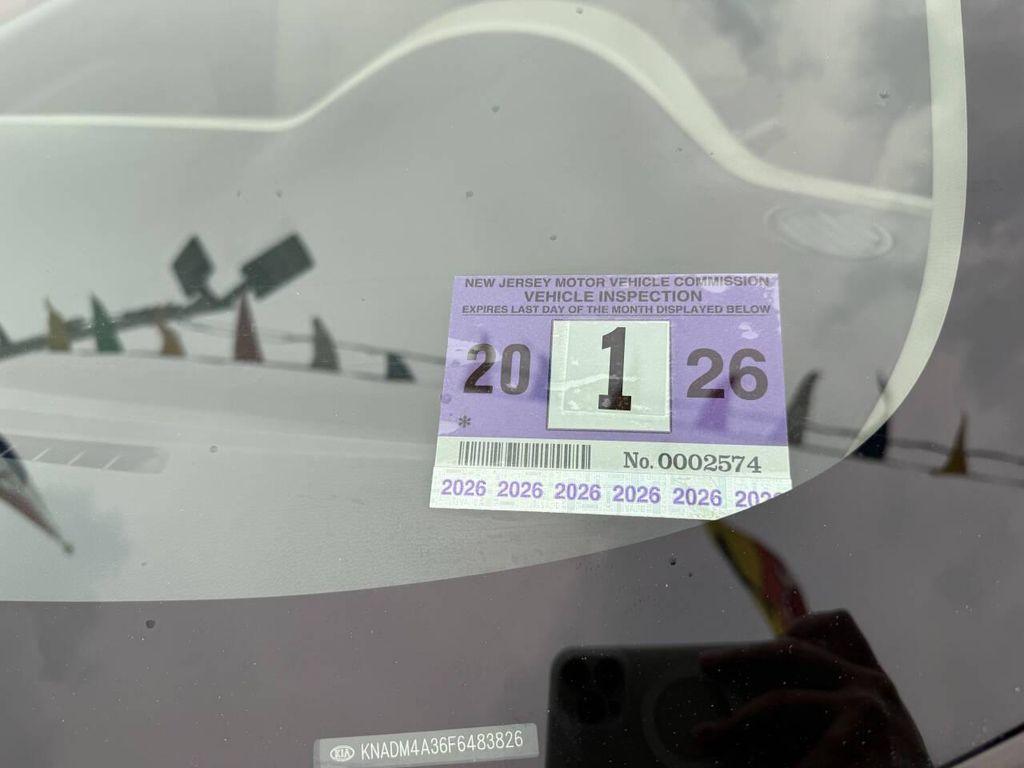 NEW JERSEY MOTOR VEHICLE COMMISSION
VEHICLE INSPECTION
EXPIRES LAST DAY OF THE MONTH DISPLAYED BELOW
20 1 26
*
No. 0002574
2026 2026 2026 2026 2026 2026
KIA KNADM4A36F6483826